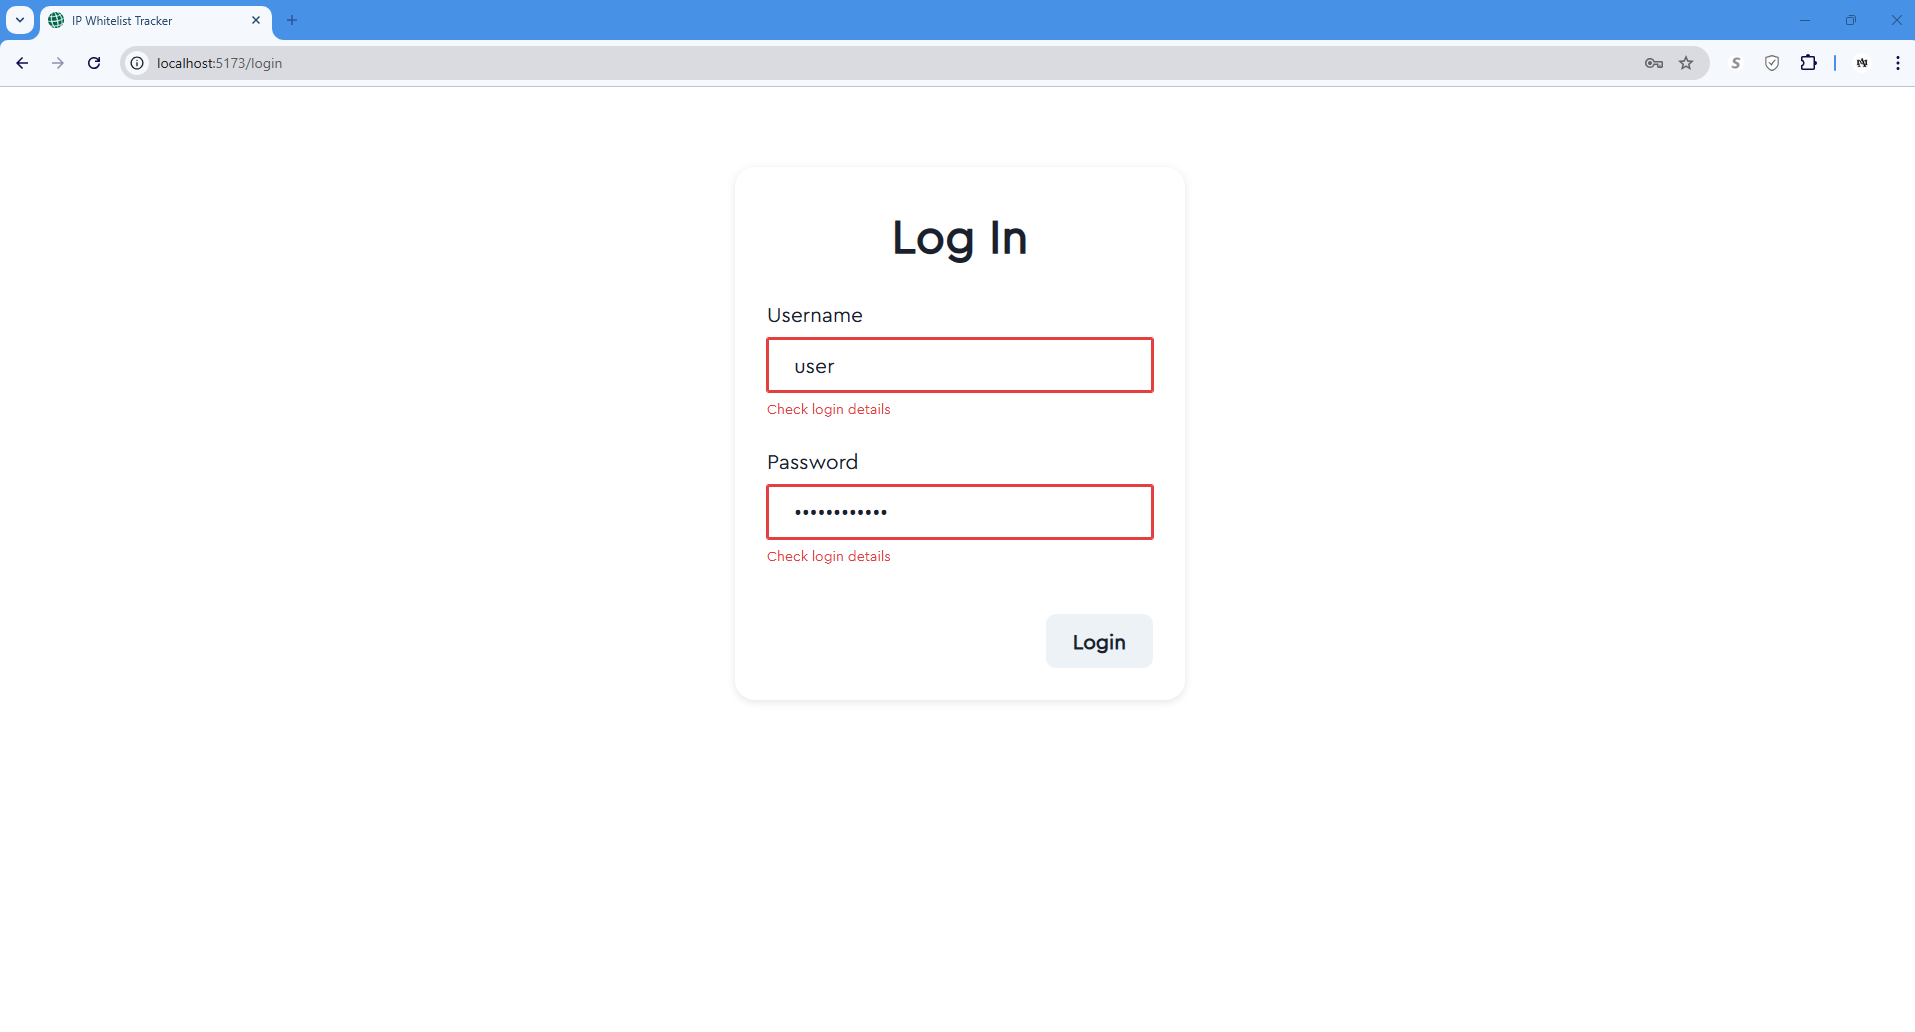 IP Whitelist Tracker
localhost:5173/login
Log In
Username
user
Check login details
Password
••••••••••••
Check login details
Login